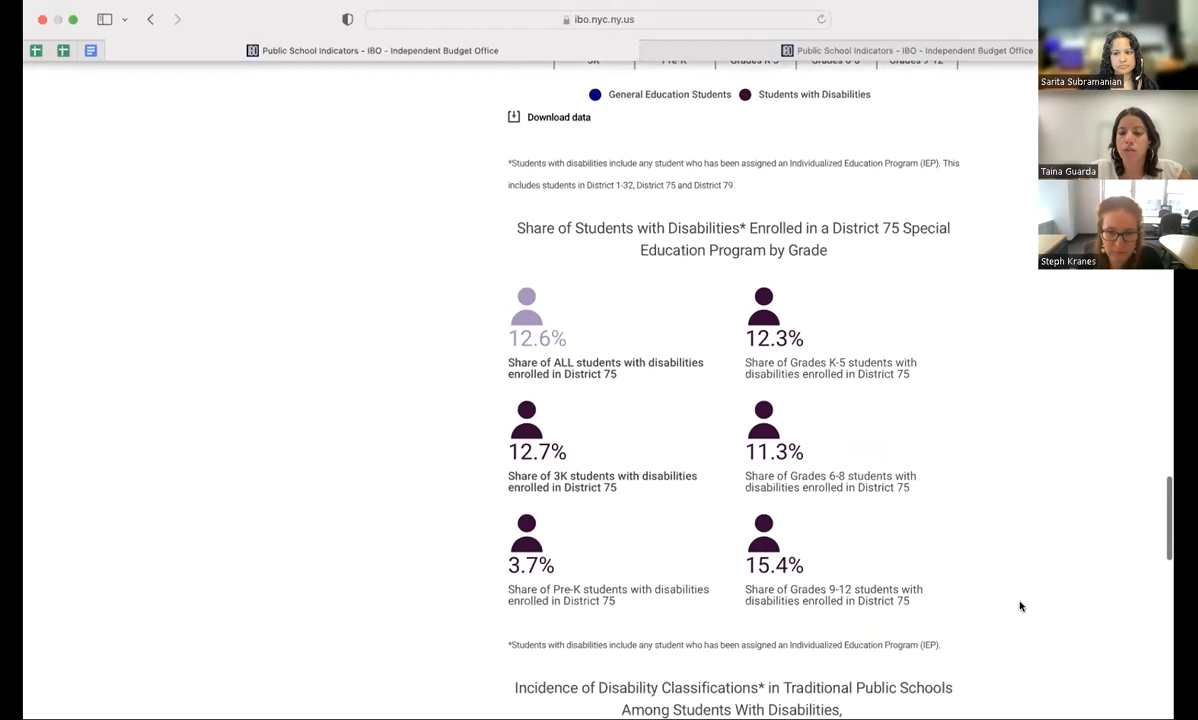 ibo.nyc.ny.us
IBO Public School Indicators - IBO - Independent Budget Office
IBO Public School Indicators - IBO - Independent Budget Office
3K Pre-K Grades K-5 Grades 6-8 Grades 9-12
General Education Students Students with Disabilities
Download data
*Students with disabilities include any student who has been assigned an Individualized Education Program (IEP). This
includes students in District 1-32, District 75 and District 79.
Share of Students with Disabilities* Enrolled in a District 75 Special
Education Program by Grade
12.6%
Share of ALL students with disabilities
enrolled in District 75
12.3%
Share of Grades K-5 students with
disabilities enrolled in District 75
12.7%
Share of 3K students with disabilities
enrolled in District 75
11.3%
Share of Grades 6-8 students with
disabilities enrolled in District 75
3.7%
Share of Pre-K students with disabilities
enrolled in District 75
15.4%
Share of Grades 9-12 students with
disabilities enrolled in District 75
*Students with disabilities include any student who has been assigned an Individualized Education Program (IEP).
Incidence of Disability Classifications* in Traditional Public Schools
Among Students With Disabilities,
Sarita Subramanian
Taina Guarda
Steph Kranes